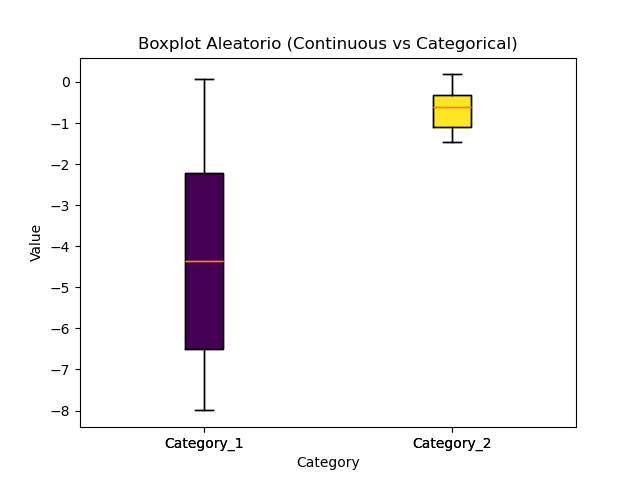 Boxplot Aleatorio (Continuous vs Categorical)
0
−1
−2
−3
−4
−5
−6
−7
−8
Value
Category_1 Category_2
Category